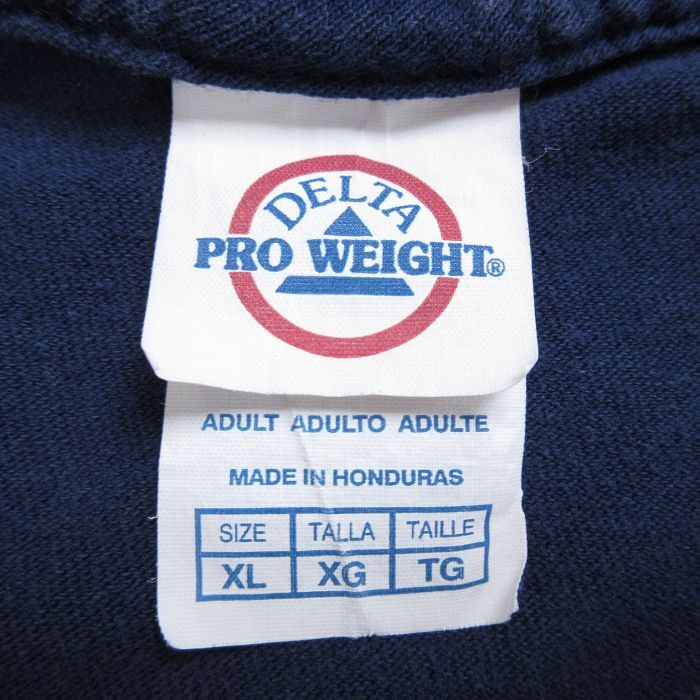 DELTA
PRO WEIGHT®
ADULT ADULTO ADULTE
MADE IN HONDURAS
SIZE TALLA TAILLE
XL XG TG